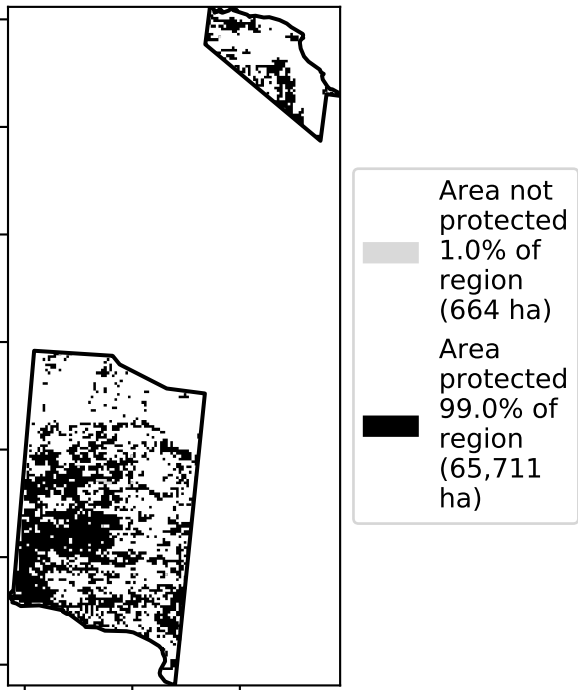 Area not
protected
1.0% of
region
(664 ha)
Area
protected
99.0% of
region
(65,711
ha)